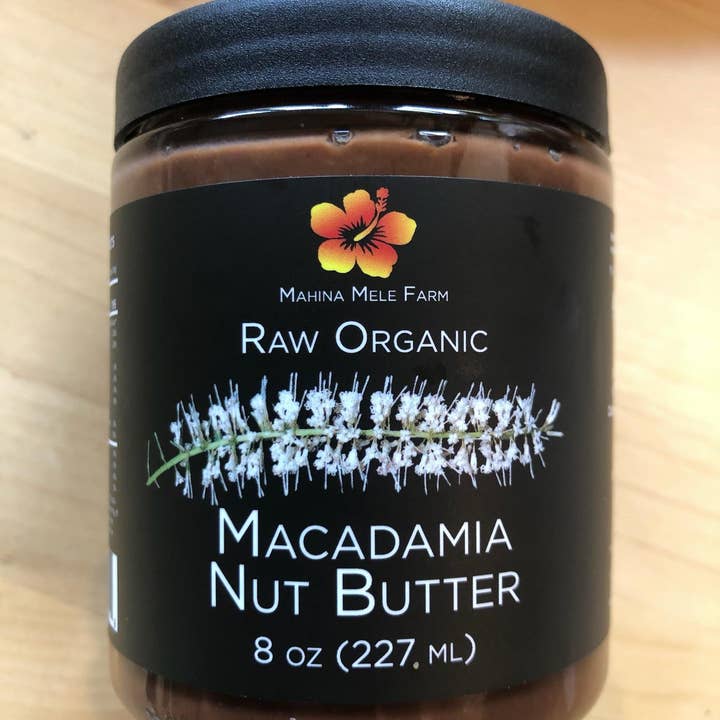 Mahina Mele Farm
Raw Organic
Macadamia
Nut Butter
8 oz (227 ml)